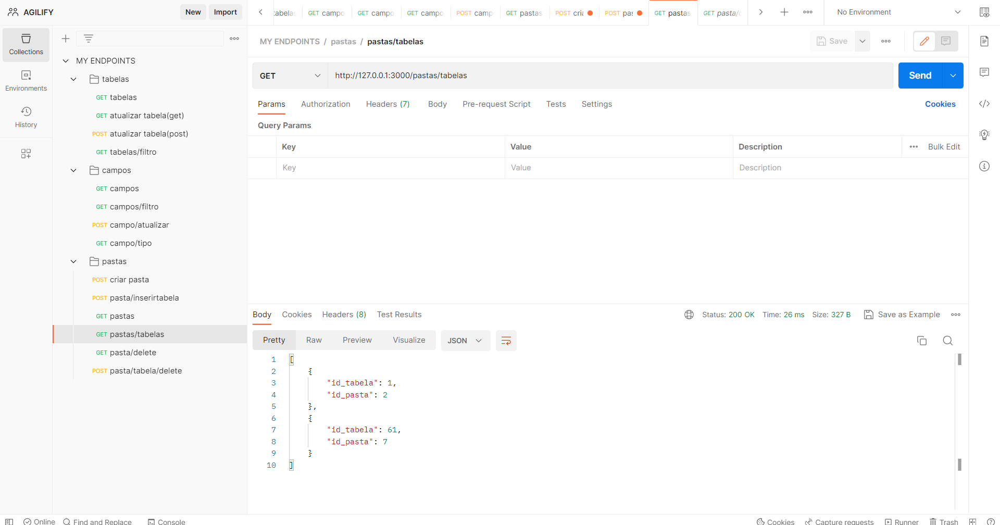 AGILIFY
New
Import
tabelas
GET campo
GET campo
GET campo
POST camp
GET pastas
POST cria
POST pas
GET pastas
GET pasta/d
No Environment
Collections
Environments
History
MY ENDPOINTS
tabelas
GET tabelas
GET atualizar tabela(get)
POST atualizar tabela(post)
GET tabelas/filtro
campos
GET campos
GET campos/filtro
POST campo/atualizar
GET campo/tipo
pastas
POST criar pasta
POST pasta/inserirtabela
GET pastas
GET pastas/tabelas
GET pasta/delete
POST pasta/tabela/delete
MY ENDPOINTS / pastas / pastas/tabelas
Save
GET
http://127.0.0.1:3000/pastas/tabelas
Send
Params Authorization Headers (7) Body Pre-request Script Tests Settings
Cookies
Query Params
Key Value Description Bulk Edit
Key Value Description
Body Cookies Headers (8) Test Results
Status: 200 OK Time: 26 ms Size: 327 B Save as Example
Pretty Raw Preview Visualize JSON
1 [
2 {
3 "id_tabela": 1,
4 "id_pasta": 2
5 },
6 {
7 "id_tabela": 61,
8 "id_pasta": 7
9 }
10 ]
Online Find and Replace Console
Cookies Capture requests Runner Trash